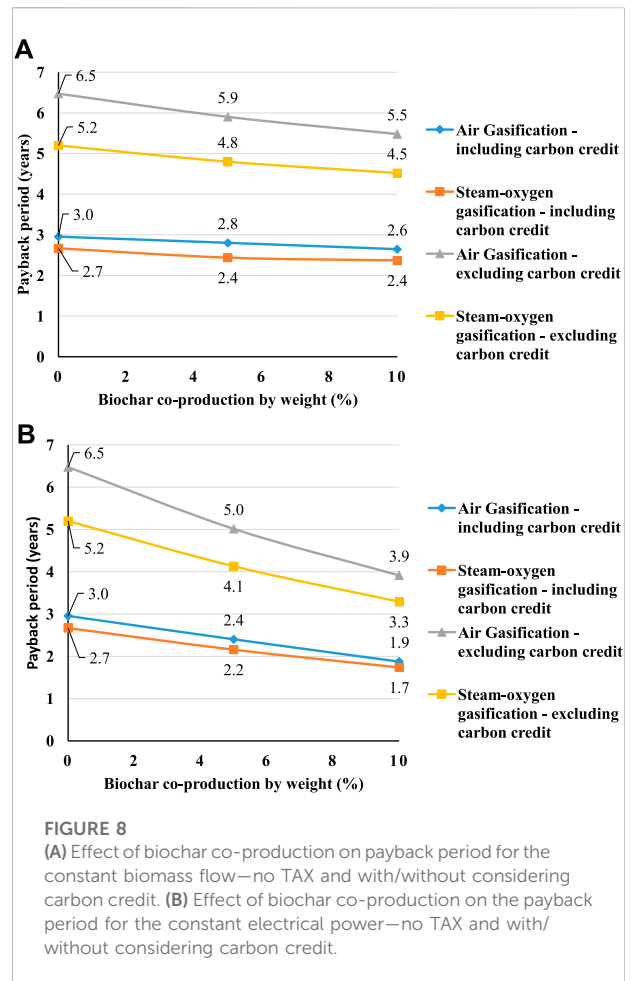 A
7
6
5
4
3
2
1
0
Payback period (years)
6.5
5.9
5.5
5.2
4.8
4.5
3.0
2.8
2.6
2.7
2.4
2.4
0 2 4 6 8 10
Biochar co-production by weight (%)
Air Gasification -
including carbon credit
Steam-oxygen
gasification - including
carbon credit
Air Gasification -
excluding carbon credit
Steam-oxygen
gasification - excluding
carbon credit
B
7
6
5
4
3
2
1
0
Payback period (years)
6.5
5.0
3.9
5.2
4.1
3.3
3.0
2.4
1.9
2.7
2.2
1.7
0 2 4 6 8 10
Biochar co-production by weight (%)
Air Gasification -
including carbon credit
Steam-oxygen
gasification - including
carbon credit
Air Gasification -
excluding carbon credit
Steam-oxygen
gasification - excluding
carbon credit
FIGURE 8
(A) Effect of biochar co-production on payback period for the
constant biomass flow—no TAX and with/without considering
carbon credit. (B) Effect of biochar co-production on the payback
period for the constant electrical power—no TAX and with/
without considering carbon credit.